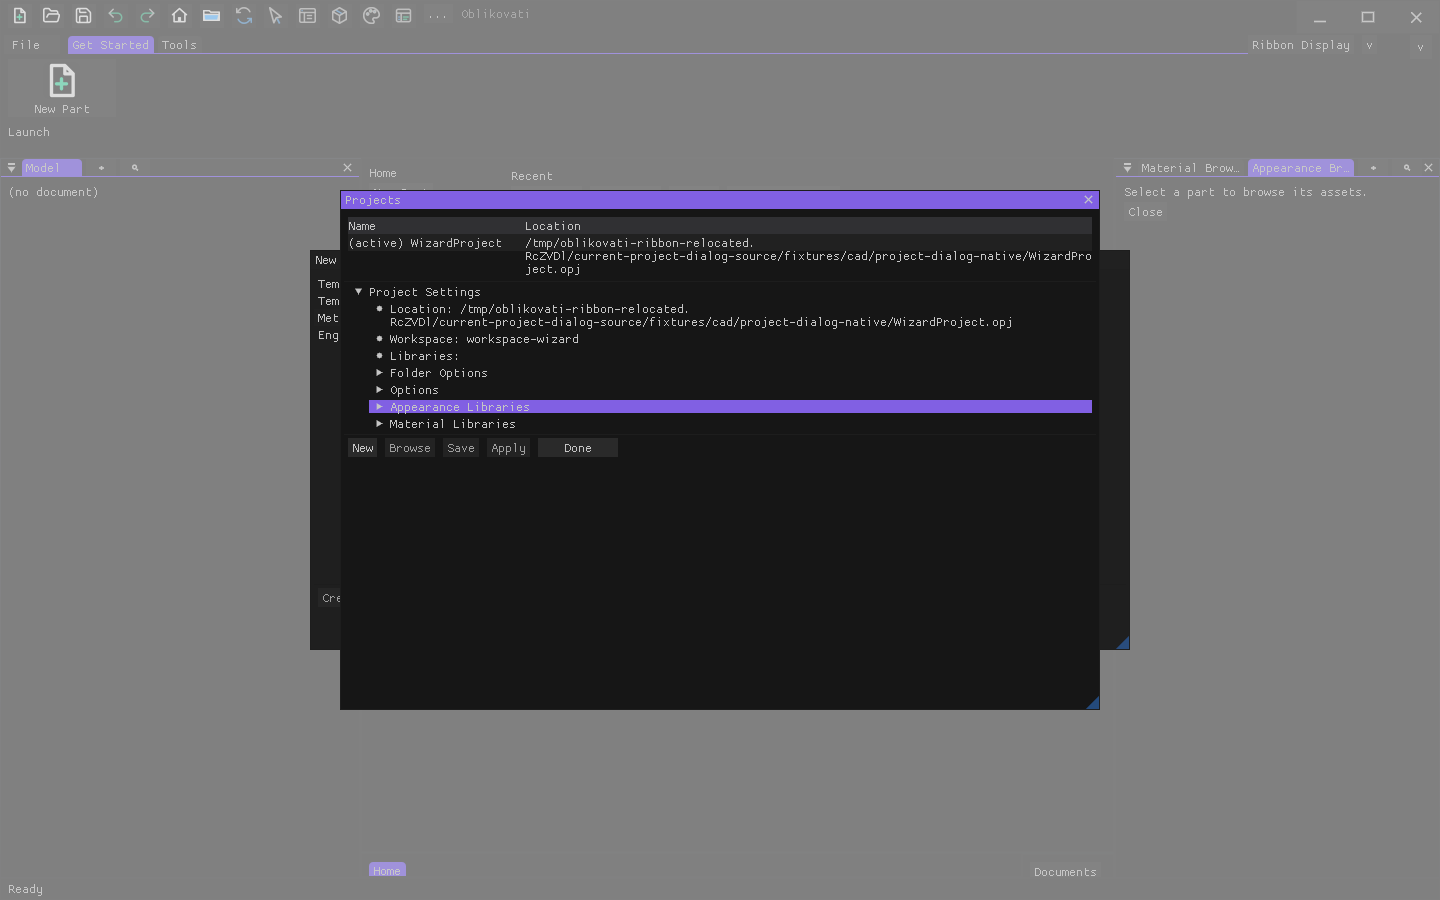 ... Oblikovati
File Get Started Tools Ribbon Display v v
New Part
Launch
Model
Home
Recent
Material Brow… Appearance Br…
(no document)
Select a part to browse its assets.
Close
Projects
Name Location
(active) WizardProject /tmp/oblikovati-ribbon-relocated.
RcZVDl/current-project-dialog-source/fixtures/cad/project-dialog-native/WizardPro
ject.opj
Project Settings
Location: /tmp/oblikovati-ribbon-relocated.
RcZVDl/current-project-dialog-source/fixtures/cad/project-dialog-native/WizardProject.opj
Workspace: workspace-wizard
Libraries:
Folder Options
Options
Appearance Libraries
Material Libraries
New Browse Save Apply Done
New
Tem
Tem
Met
Eng
Cre
Home
Documents
Ready